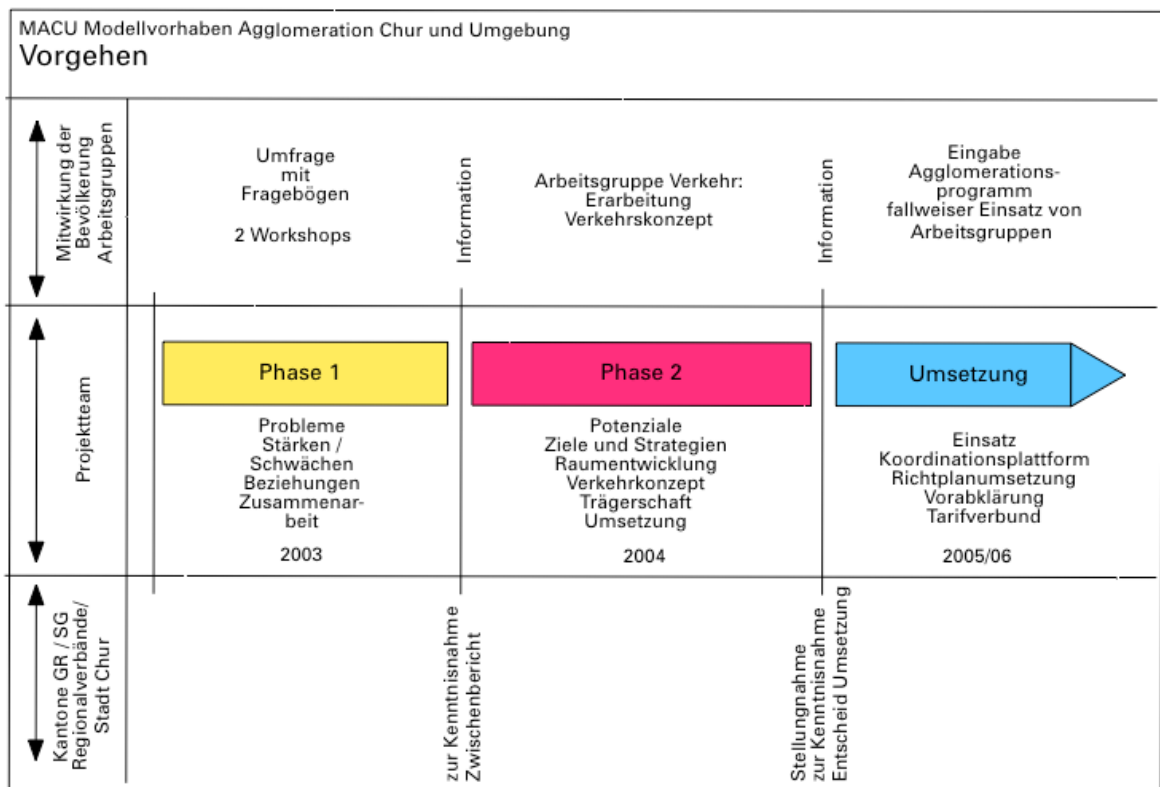 MACU Modellvorhaben Agglomeration Chur und Umgebung
Vorgehen
Mitwirkung der
Bevölkerung
Arbeitsgruppen
Umfrage
mit
Fragebögen
2 Workshops
Information
Arbeitsgruppe Verkehr:
Erarbeitung
Verkehrskonzept
Information
Eingabe
Agglomerations-
programm
fallweiser Einsatz von
Arbeitsgruppen
Projektteam
Phase 1
Probleme
Stärken /
Schwächen
Beziehungen
Zusammenar-
beit
2003
Phase 2
Potenziale
Ziele und Strategien
Raumentwicklung
Verkehrkonzept
Trägerschaft
Umsetzung
2004
Umsetzung
Einsatz
Koordinationsplattform
Richtplanumsetzung
Vorabklärung
Tarifverbund
2005/06
Kantone GR / SG
Regionalverbände/
Stadt Chur
zur Kenntnisnahme
Zwischenbericht
Stellungnahme
zur Kenntnisnahme
Entscheid Umsetzung